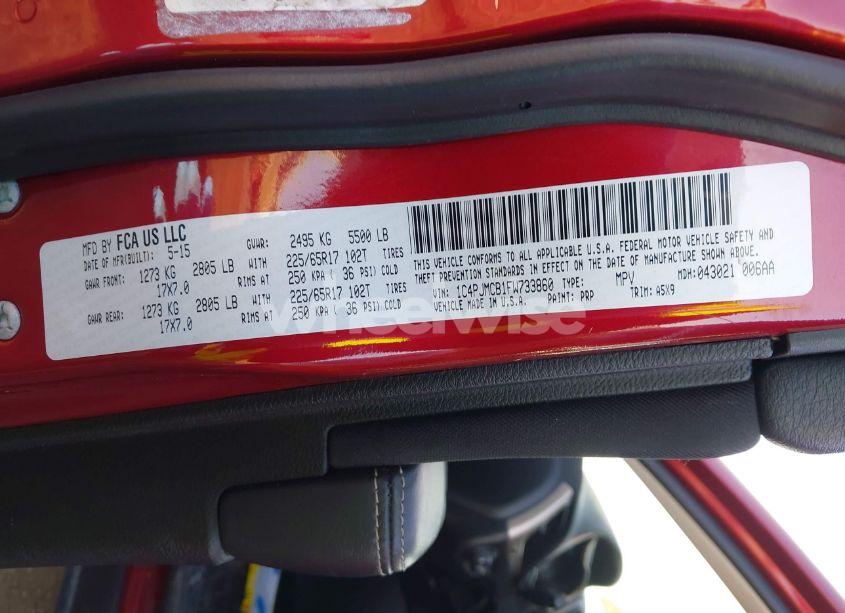 MFD BY FCA US LLC
DATE OF MFR(BUILT): 5-15 GVWR: 2495 KG 5500 LB
GAWR FRONT: 1273 KG 2805 LB WITH 225/65R17 102T TIRES
17X7.0 RIMS AT 250 KPA ( 36 PSI) COLD
GAWR REAR: 1273 KG 2805 LB WITH 225/65R17 102T TIRES
17X7.0 RIMS AT 250 KPA ( 36 PSI) COLD
THIS VEHICLE CONFORMS TO ALL APPLICABLE U.S.A. FEDERAL MOTOR VEHICLE SAFETY AND
THEFT PREVENTION STANDARDS IN EFFECT ON THE DATE OF MANUFACTURE SHOWN ABOVE.
VIN: 1C4PJMCB1FW733860 TYPE: MPV MDH: 043021 006AA
VEHICLE MADE IN U.S.A. PAINT: PRP TRIM: A5X9
wheelwise